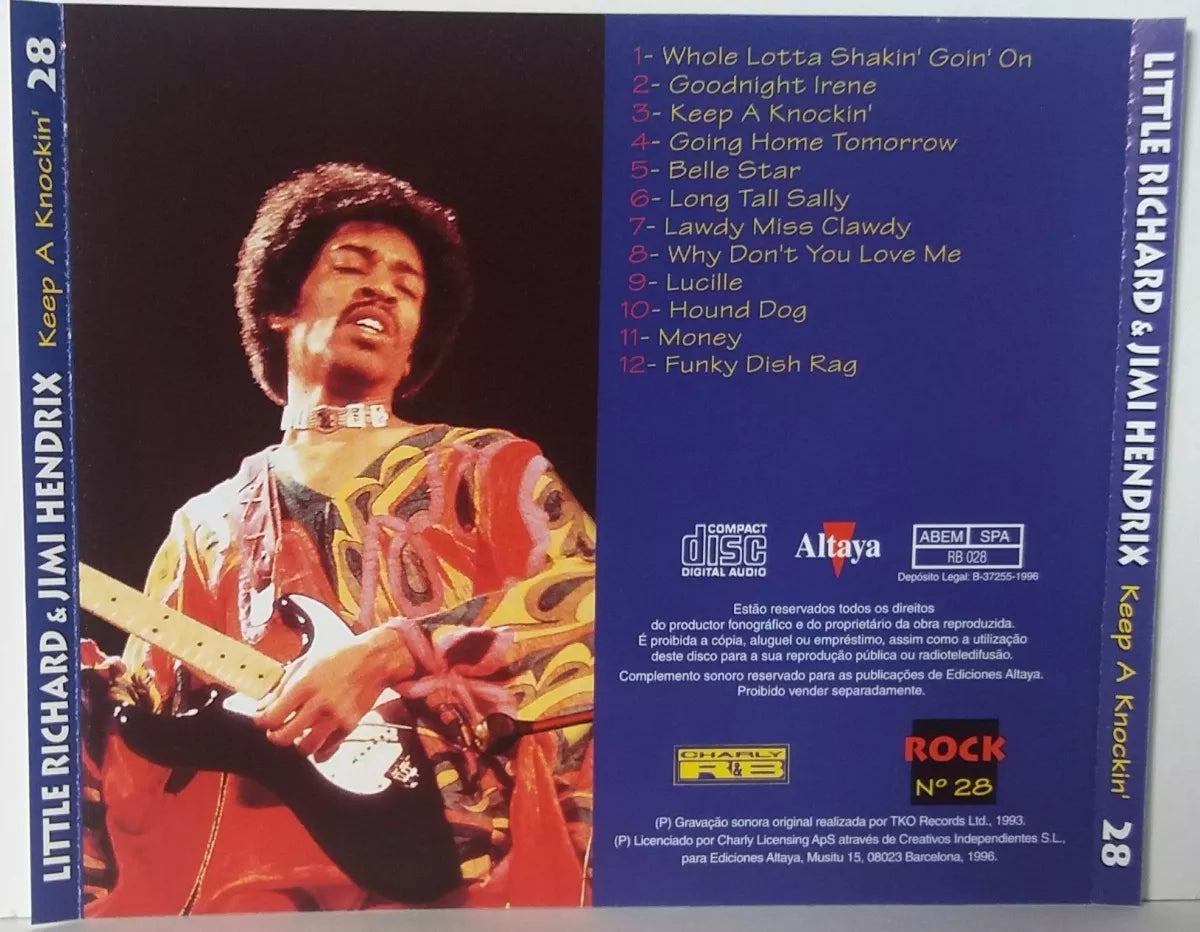 LITTLE RICHARD & JIMI HENDRIX Keep A Knockin' 28
1- Whole Lotta Shakin' Goin' On
2- Goodnight Irene
3- Keep A Knockin'
4- Going Home Tomorrow
5- Belle Star
6- Long Tall Sally
7- Lawdy Miss Clawdy
8- Why Don't You Love Me
9- Lucille
10- Hound Dog
11- Money
12- Funky Dish Rag
COMPACT
disc
DIGITAL AUDIO
Altaya
ABEM SPA
RB 028
Depósito Legal: B-37255-1996
Estão reservados todos os direitos
do productor fonográfico e do proprietário da obra reproduzida.
É proibida a cópia, aluguel ou empréstimo, assim como a utilização
deste disco para a sua reprodução pública ou radioteledifusão.
Complemento sonoro reservado para as publicações de Ediciones Altaya.
Proibido vender separadamente.
CHARLY
R&B
ROCK
Nº 28
(P) Gravação sonora original realizada por TKO Records Ltd., 1993.
(P) Licenciado por Charly Licensing ApS através de Creativos Independientes S.L.,
para Ediciones Altaya, Musitu 15, 08023 Barcelona, 1996.
LITTLE RICHARD & JIMI HENDRIX Keep A Knockin' 28